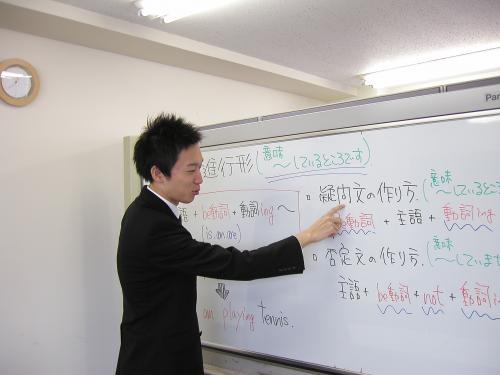 Pan
進行形 (意味 〜しているところです)
語 + be動詞 + 動詞ing 〜
(is, am, are)
am playing tennis.
疑問文の作り方. (意味 〜しているところ
be動詞 + 主語 + 動詞ing
否定文の作り方. (意味 〜していませ
主語 + be動詞 + not + 動詞i